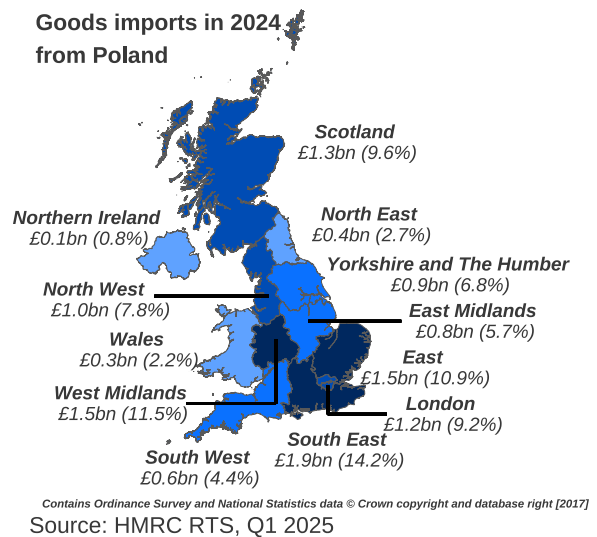 Goods imports in 2024
from Poland
Scotland
£1.3bn (9.6%)
Northern Ireland
£0.1bn (0.8%)
North East
£0.4bn (2.7%)
Yorkshire and The Humber
£0.9bn (6.8%)
North West
£1.0bn (7.8%)
East Midlands
£0.8bn (5.7%)
Wales
£0.3bn (2.2%)
East
£1.5bn (10.9%)
West Midlands
£1.5bn (11.5%)
London
£1.2bn (9.2%)
South East
£1.9bn (14.2%)
South West
£0.6bn (4.4%)
Contains Ordinance Survey and National Statistics data © Crown copyright and database right [2017]
Source: HMRC RTS, Q1 2025